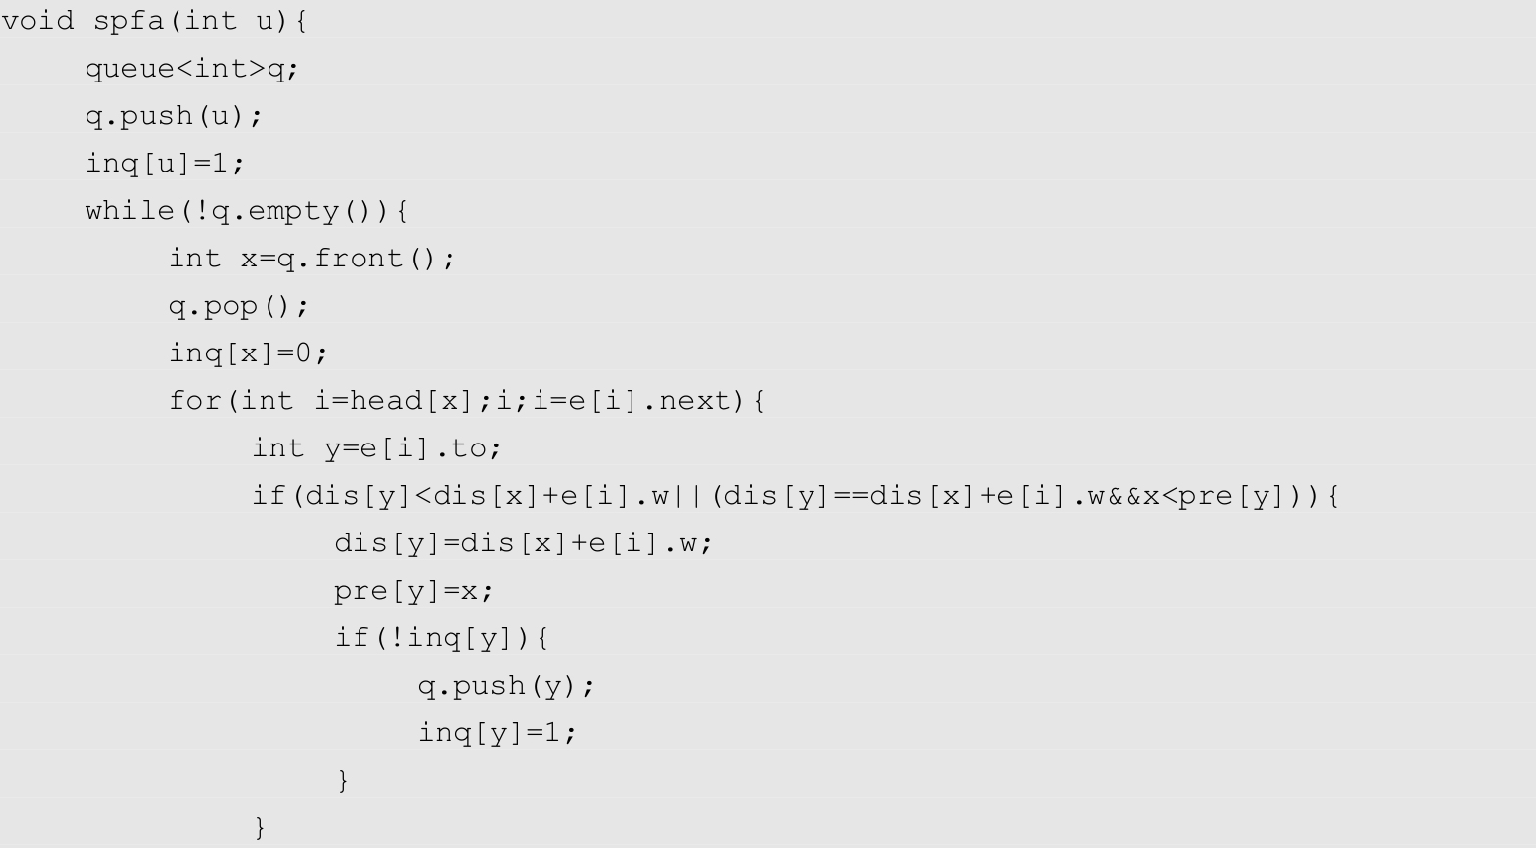 void spfa(int u){
queue<int>q;
q.push(u);
inq[u]=1;
while(!q.empty()){
int x=q.front();
q.pop();
inq[x]=0;
for(int i=head[x];i;i=e[i].next){
int y=e[i].to;
if(dis[y]<dis[x]+e[i].w||(dis[y]==dis[x]+e[i].w&&x<pre[y])){
dis[y]=dis[x]+e[i].w;
pre[y]=x;
if(!inq[y]){
q.push(y);
inq[y]=1;
}
}